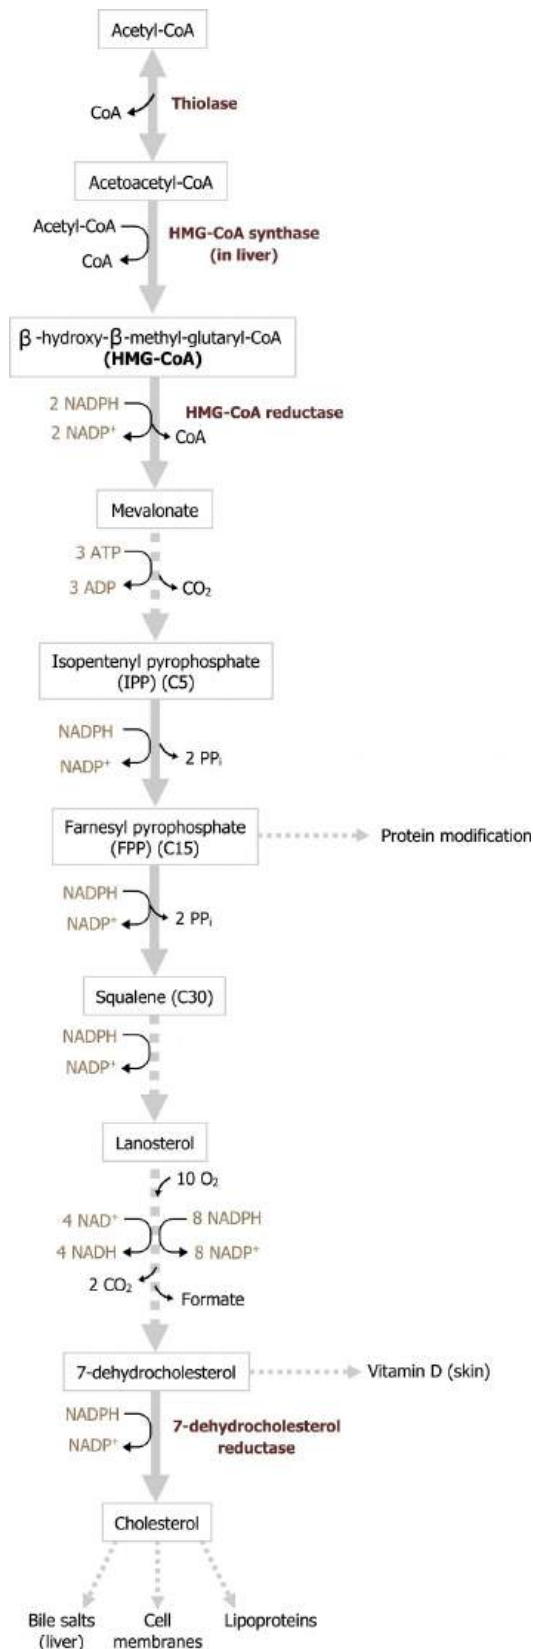 Acetyl-CoA
CoA
Thiolase
Acetoacetyl-CoA
Acetyl-CoA
CoA
HMG-CoA synthase
(in liver)
β-hydroxy-β-methyl-glutaryl-CoA
(HMG-CoA)
2 NADPH
2 NADP⁺
CoA
HMG-CoA reductase
Mevalonate
3 ATP
3 ADP
CO₂
Isopentenyl pyrophosphate
(IPP) (C5)
NADPH
NADP⁺
2 PPᵢ
Farnesyl pyrophosphate
(FPP) (C15)
Protein modification
NADPH
NADP⁺
2 PPᵢ
Squalene (C30)
NADPH
NADP⁺
Lanosterol
10 O₂
4 NAD⁺
8 NADPH
4 NADH
8 NADP⁺
2 CO₂
Formate
7-dehydrocholesterol
Vitamin D (skin)
NADPH
NADP⁺
7-dehydrocholesterol
reductase
Cholesterol
Bile salts
(liver)
Cell
membranes
Lipoproteins